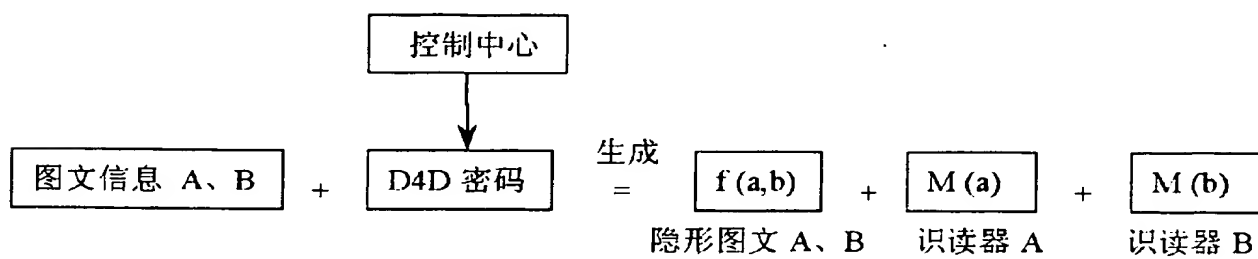 控制中心
生成
图文信息 A、B + D4D 密码 = f (a,b) + M (a) + M (b)
隐形图文 A、B 识读器 A 识读器 B